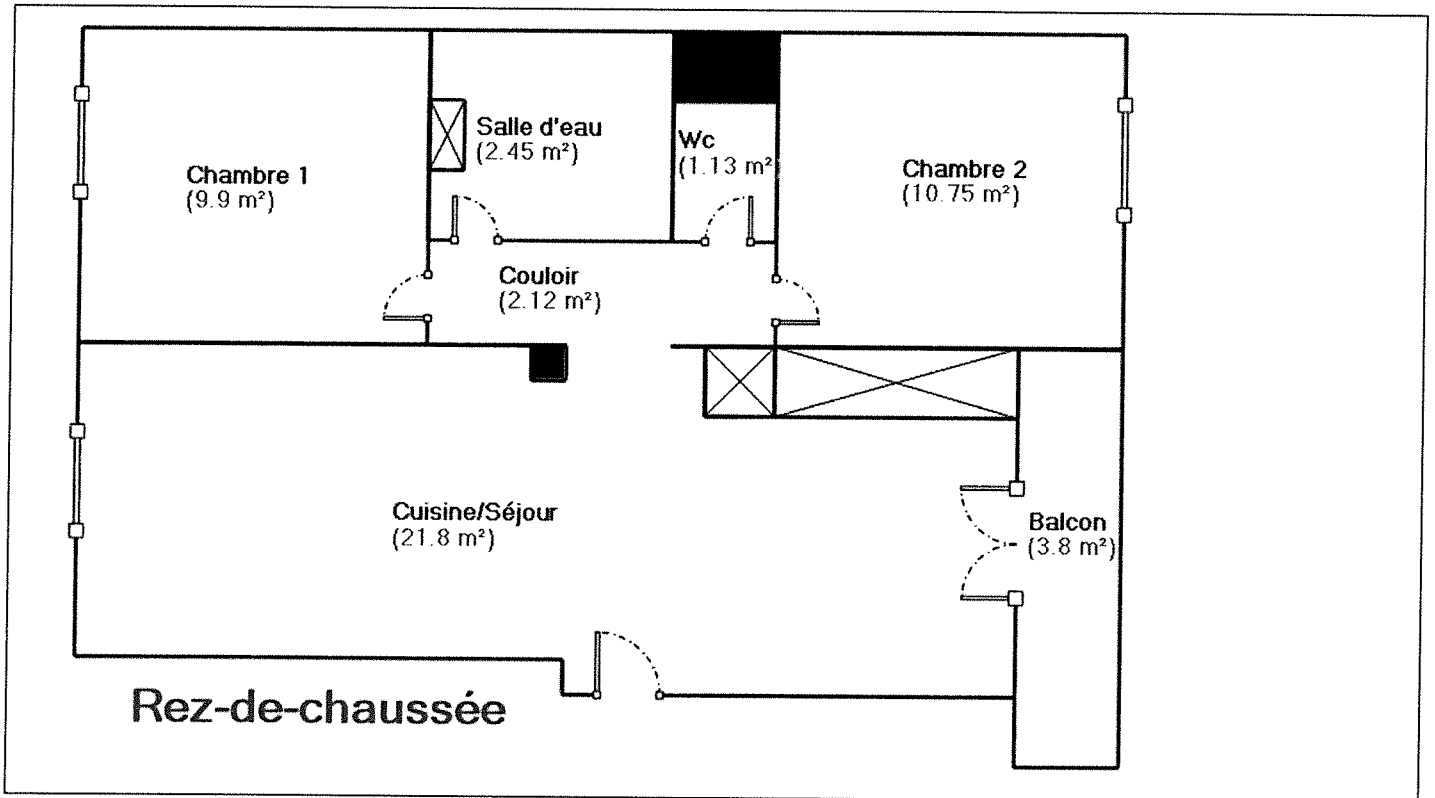 Chambre 1
(9.9 m²)
Salle d'eau
(2.45 m²)
Wc
(1.13 m²
Chambre 2
(10.75 m²)
Couloir
(2.12 m²)
Cuisine/Séjour
(21.8 m²)
Balcon
(3.8 m²)
Rez-de-chaussée